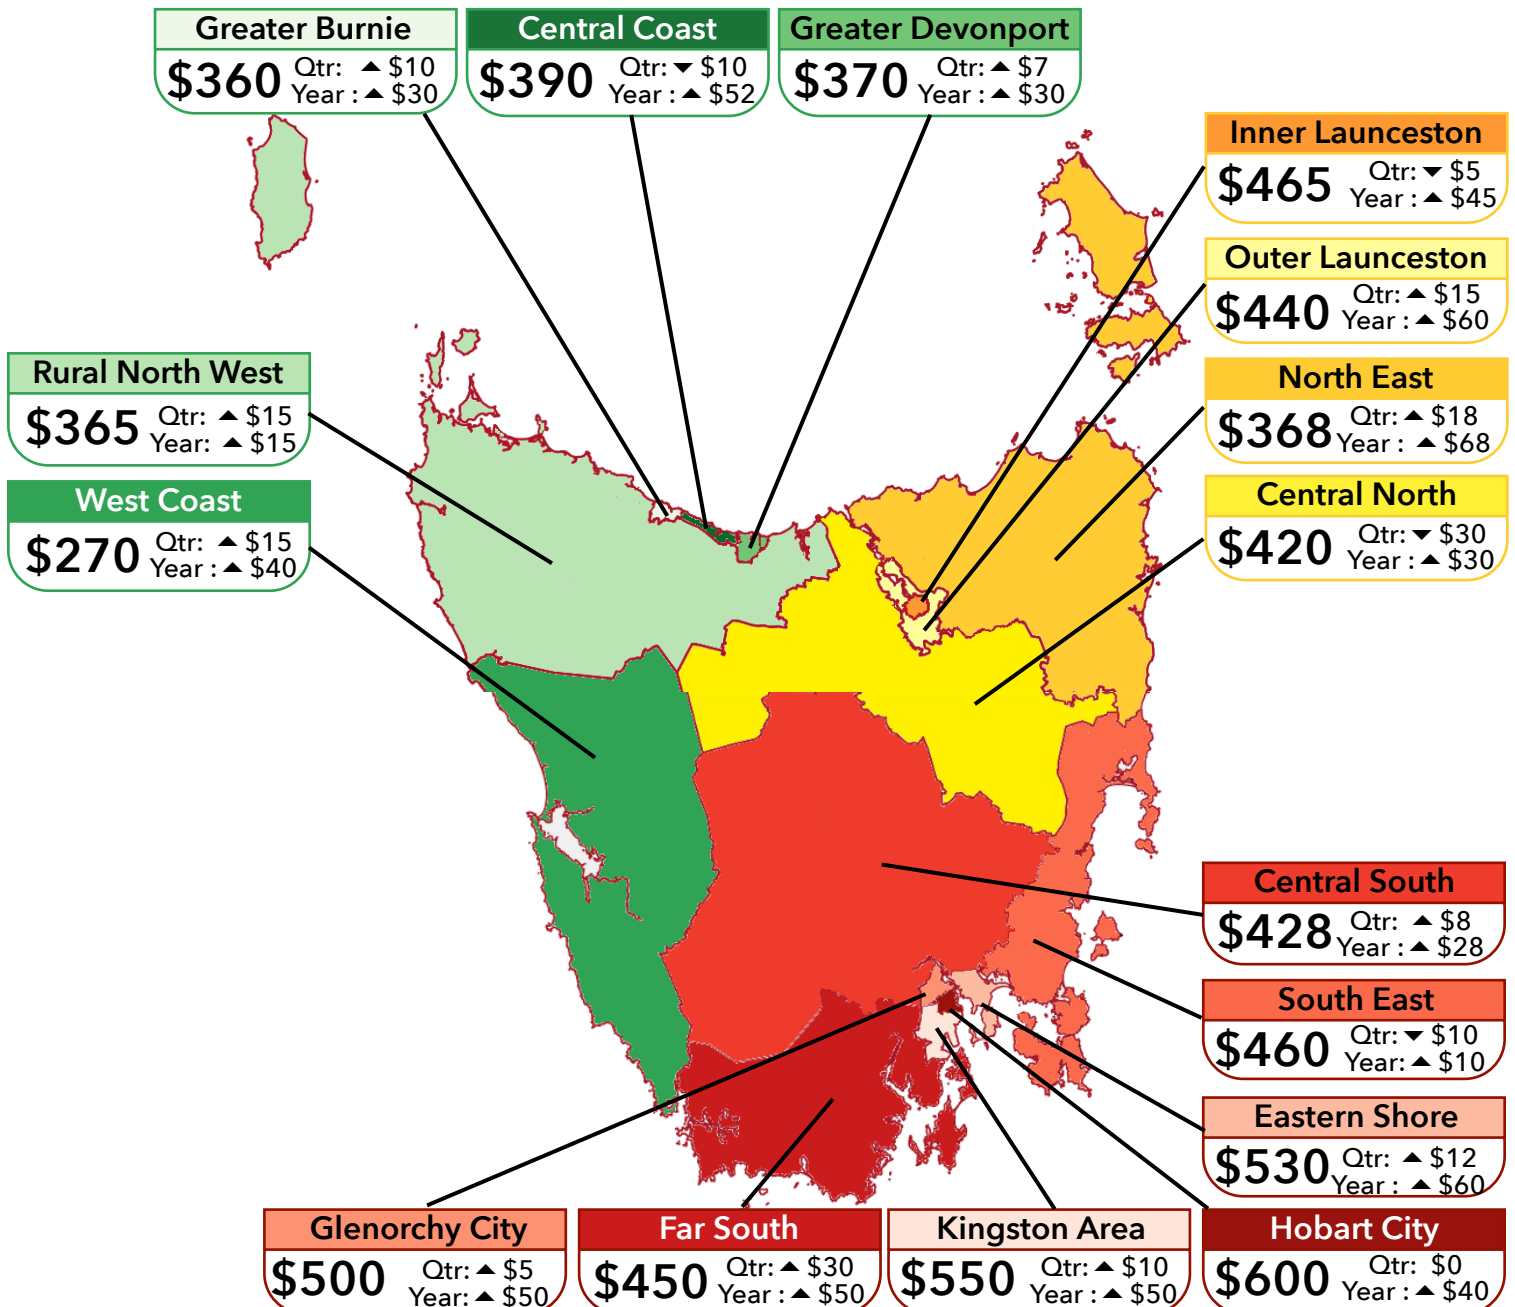 Greater Burnie
$360
Qtr: ▲ $10
Year : ▲ $30
Central Coast
$390
Qtr: ▼ $10
Year : ▲ $52
Greater Devonport
$370
Qtr: ▲ $7
Year : ▲ $30
Inner Launceston
$465
Qtr: ▼ $5
Year : ▲ $45
Outer Launceston
$440
Qtr: ▲ $15
Year : ▲ $60
Rural North West
$365
Qtr: ▲ $15
Year: ▲ $15
North East
$368
Qtr: ▲ $18
Year : ▲ $68
West Coast
$270
Qtr: ▲ $15
Year : ▲ $40
Central North
$420
Qtr: ▼ $30
Year : ▲ $30
Central South
$428
Qtr: ▲ $8
Year : ▲ $28
South East
$460
Qtr: ▼ $10
Year: ▲ $10
Eastern Shore
$530
Qtr: ▲ $12
Year : ▲ $60
Glenorchy City
$500
Qtr: ▲ $5
Year: ▲ $50
Far South
$450
Qtr: ▲ $30
Year : ▲ $50
Kingston Area
$550
Qtr: ▲ $10
Year : ▲ $50
Hobart City
$600
Qtr: $0
Year : ▲ $40